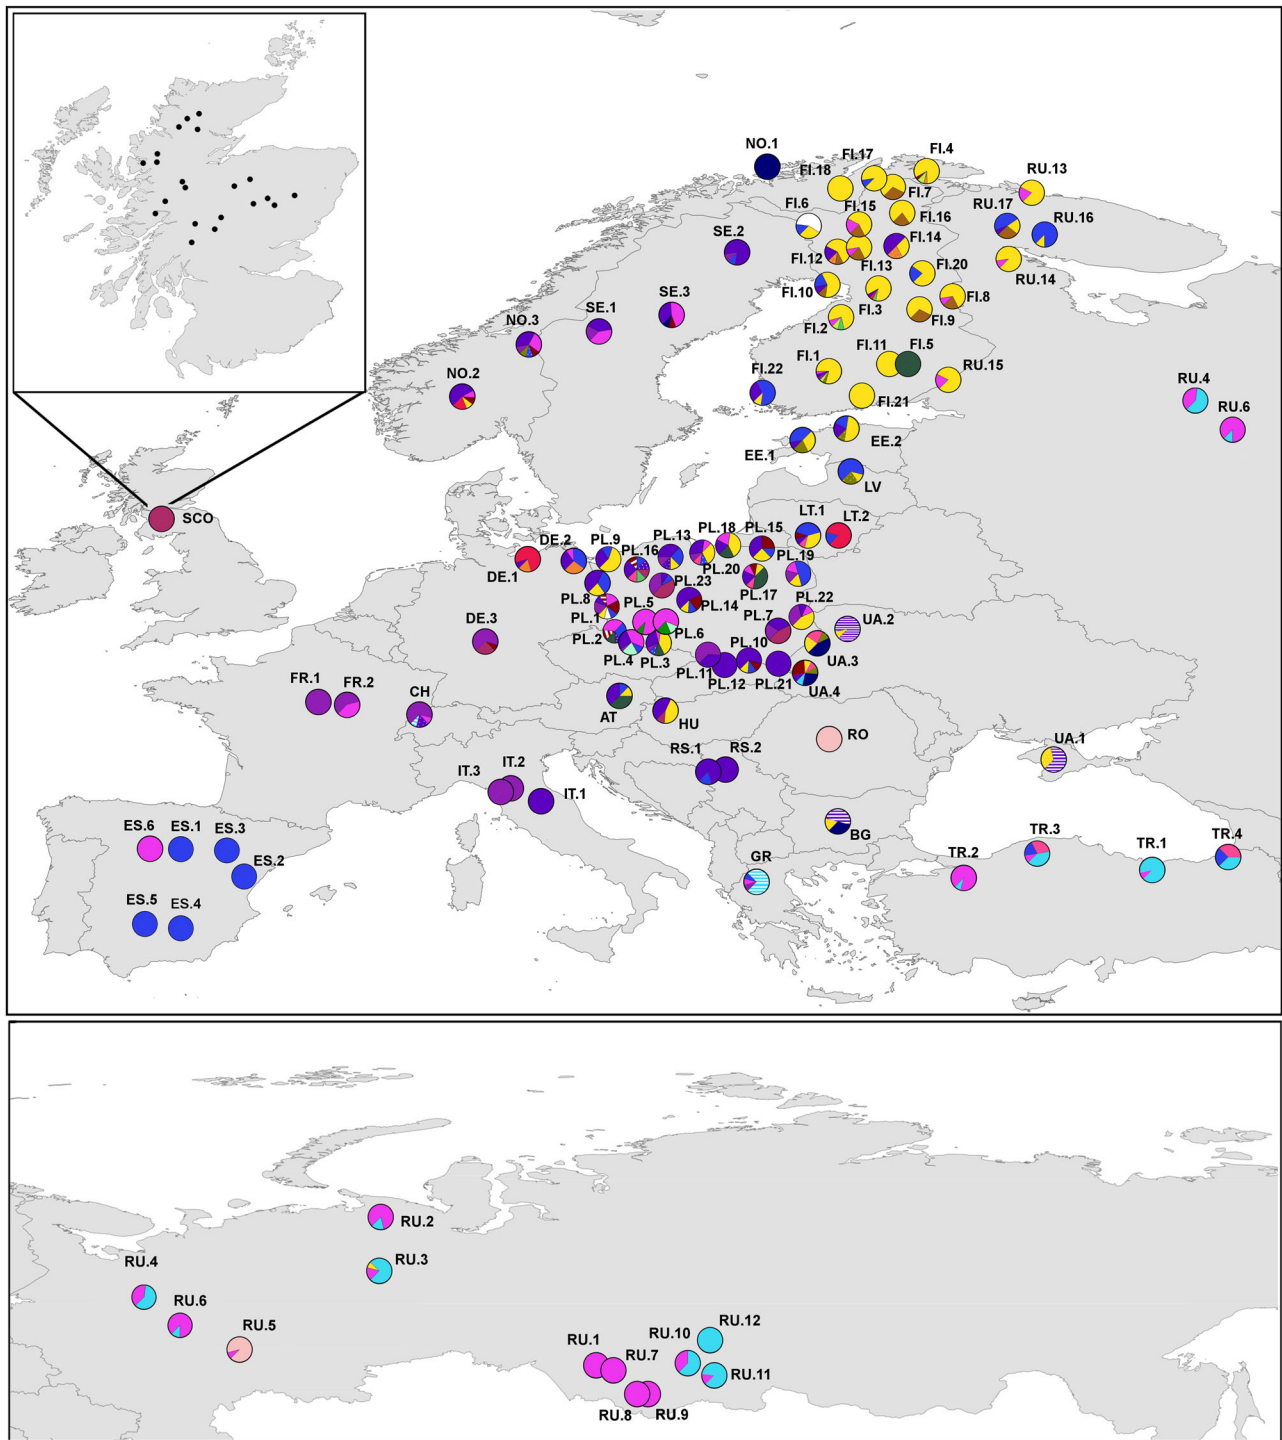 NO.1
FI.17
FI.4
FI.18
FI.7
RU.13
FI.6
FI.15
FI.16
RU.17
RU.16
SE.2
FI.14
FI.12
FI.13
FI.20
RU.14
FI.10
FI.8
SE.3
SE.1
FI.3
FI.9
FI.2
NO.3
FI.11
FI.5
FI.1
RU.15
NO.2
FI.22
FI.21
RU.4
RU.6
EE.2
EE.1
LV
SCO
LT.1
LT.2
PL.18
PL.15
PL.13
DE.2
PL.9
PL.16
PL.19
DE.1
PL.20
PL.23
PL.17
PL.8
PL.14
PL.22
PL.1
PL.5
PL.7
UA.2
DE.3
PL.2
PL.6
PL.10
UA.3
PL.4
PL.3
PL.11
PL.12
PL.21
UA.4
FR.1
FR.2
CH
AT
HU
RO
UA.1
RS.1
RS.2
IT.2
IT.3
IT.1
BG
ES.6
ES.1
ES.3
ES.2
GR
TR.3
TR.1
TR.4
TR.2
ES.5
ES.4
RU.2
RU.3
RU.4
RU.6
RU.5
RU.12
RU.10
RU.1
RU.7
RU.11
RU.8
RU.9